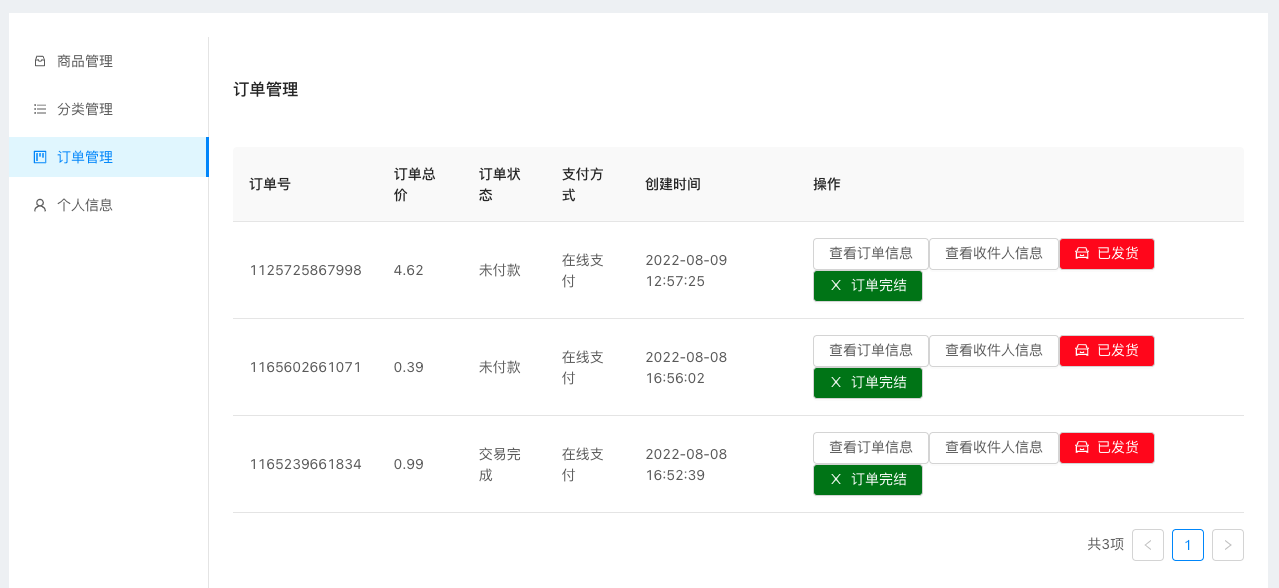 商品管理
分类管理
订单管理
个人信息
订单管理
订单号 订单总价 订单状态 支付方式 创建时间 操作
1125725867998 4.62 未付款 在线支付 2022-08-09 12:57:25 查看订单信息 查看收件人信息 已发货
订单完结
1165602661071 0.39 未付款 在线支付 2022-08-08 16:56:02 查看订单信息 查看收件人信息 已发货
订单完结
1165239661834 0.99 交易完成 在线支付 2022-08-08 16:52:39 查看订单信息 查看收件人信息 已发货
订单完结
共3项 < 1 >